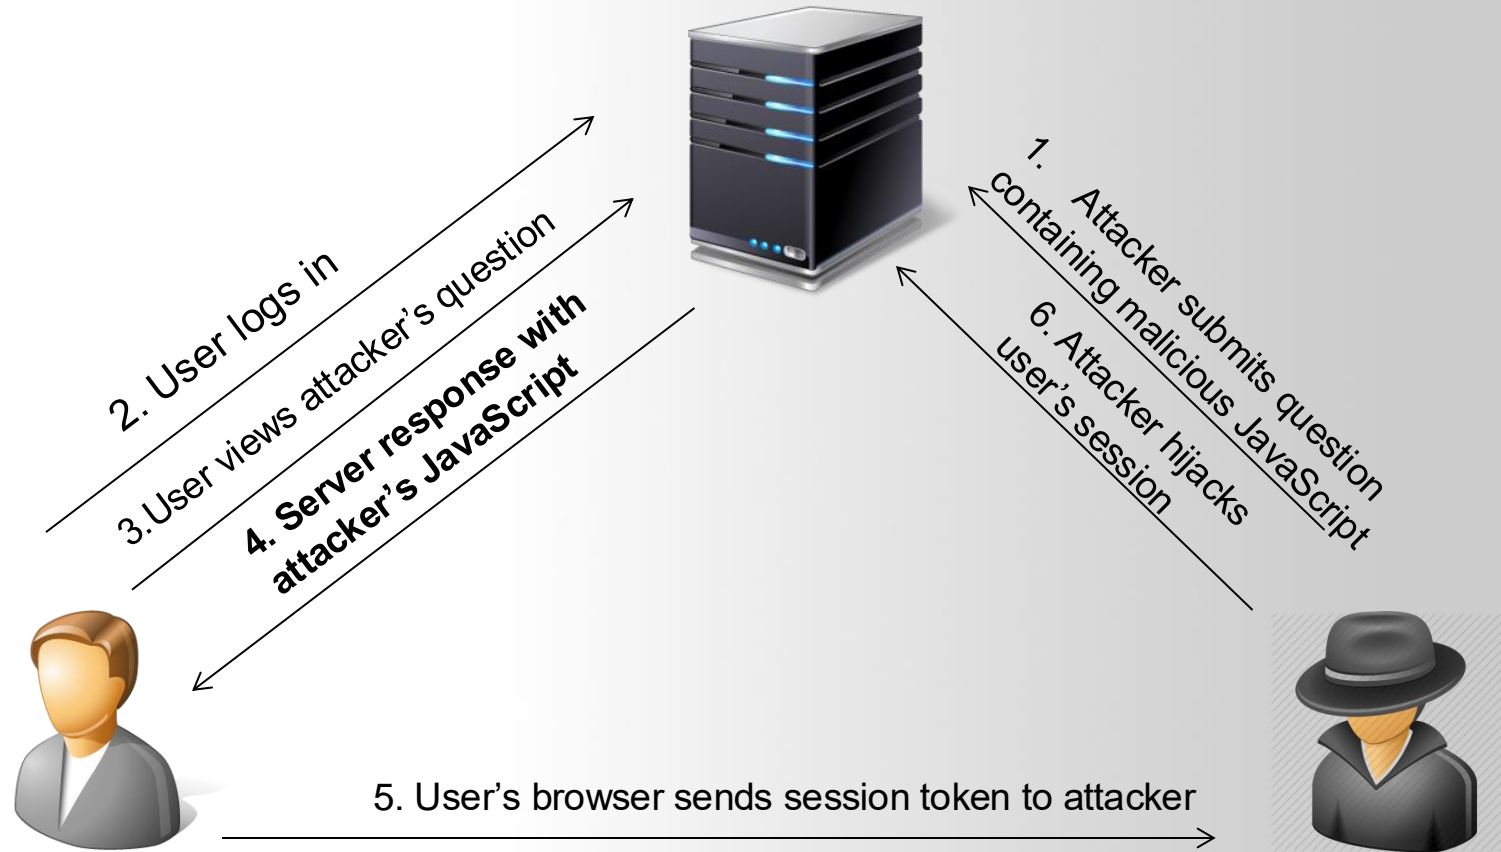 1. Attacker submits question
containing malicious JavaScript
2. User logs in
3.User views attacker’s question
4. Server response with
attacker’s JavaScript
5. User’s browser sends session token to attacker
6. Attacker hijacks
user’s session